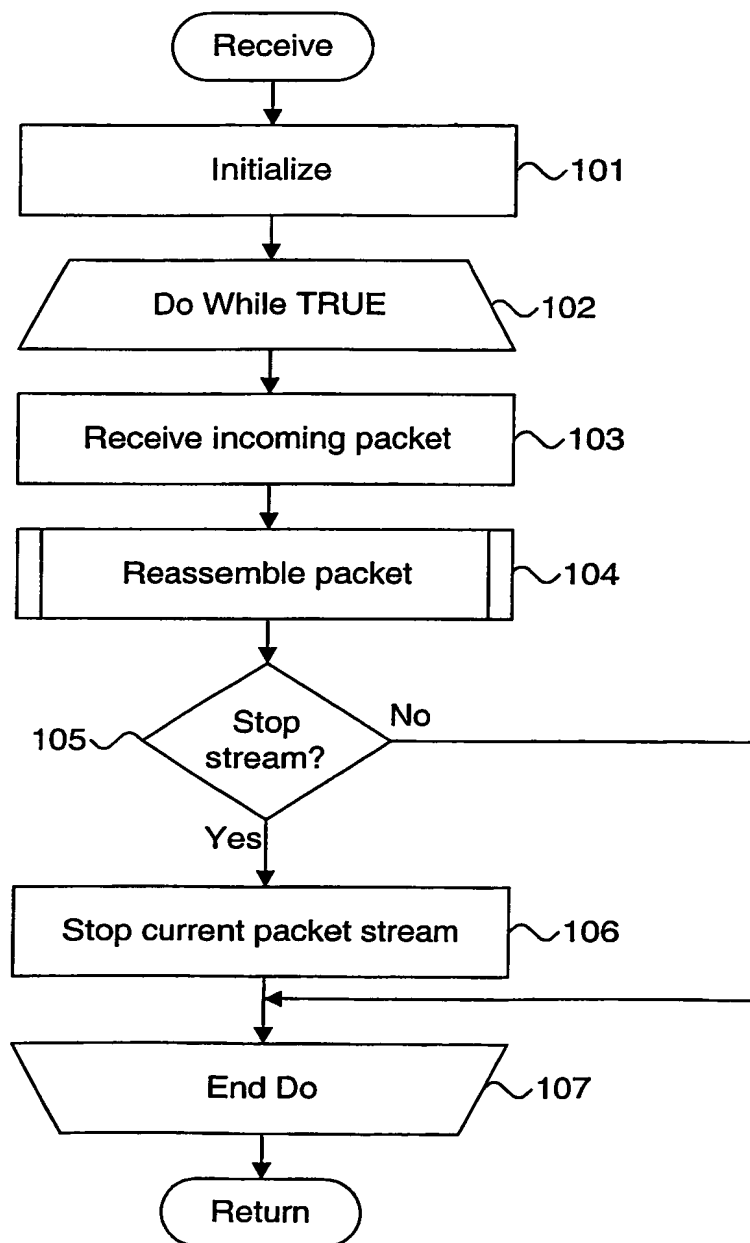 Receive
Initialize
101
Do While TRUE
102
Receive incoming packet
103
Reassemble packet
104
105
Stop
stream?
No
Yes
Stop current packet stream
106
End Do
107
Return